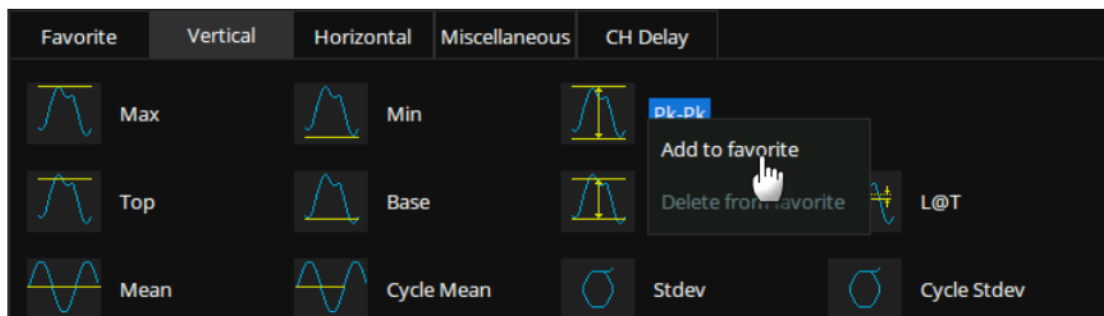 Favorite Vertical Horizontal Miscellaneous CH Delay
Max Min Pk-Pk
Add to favorite
Top Base Delete from favorite L@T
Mean Cycle Mean Stdev Cycle Stdev